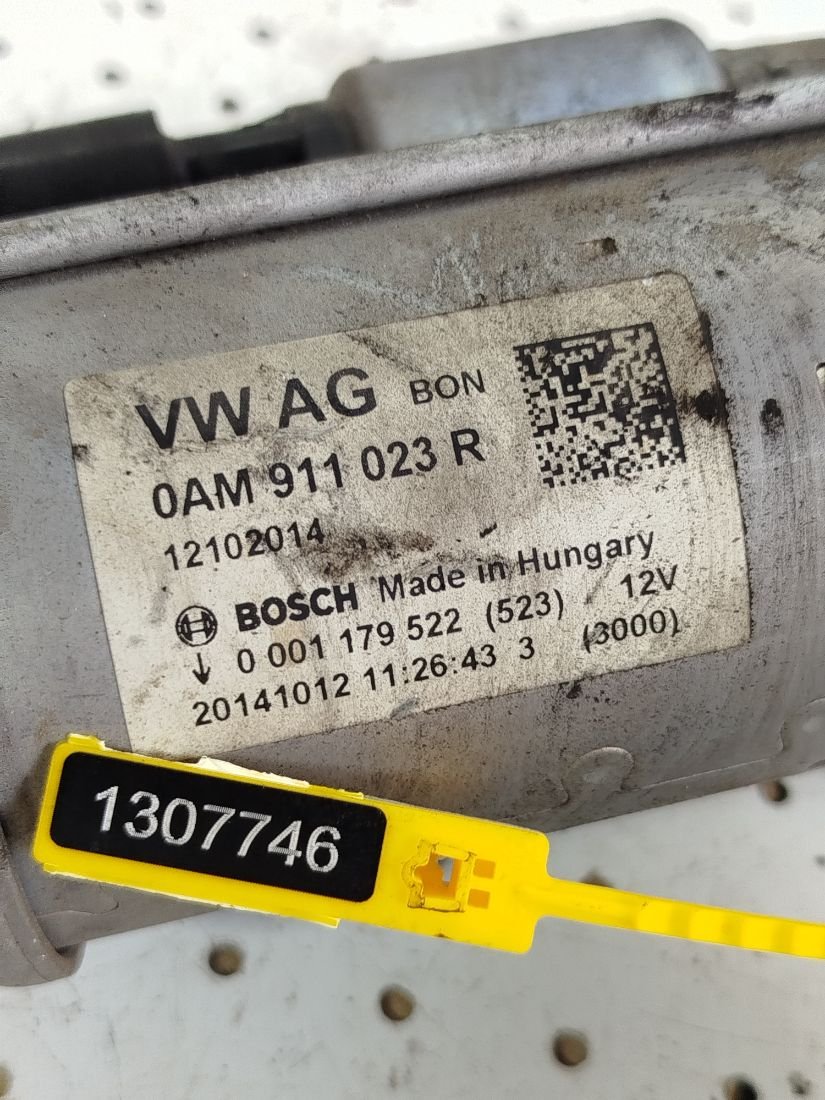 VW AG BON
0AM 911 023 R
12102014
BOSCH Made in Hungary
0 001 179 522 (523) 12V
20141012 11:26:43 3 (3000)
1307746